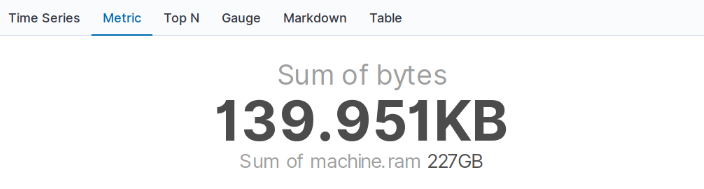 Time Series Metric Top N Gauge Markdown Table
Sum of bytes
139.951KB
Sum of machine.ram 227GB